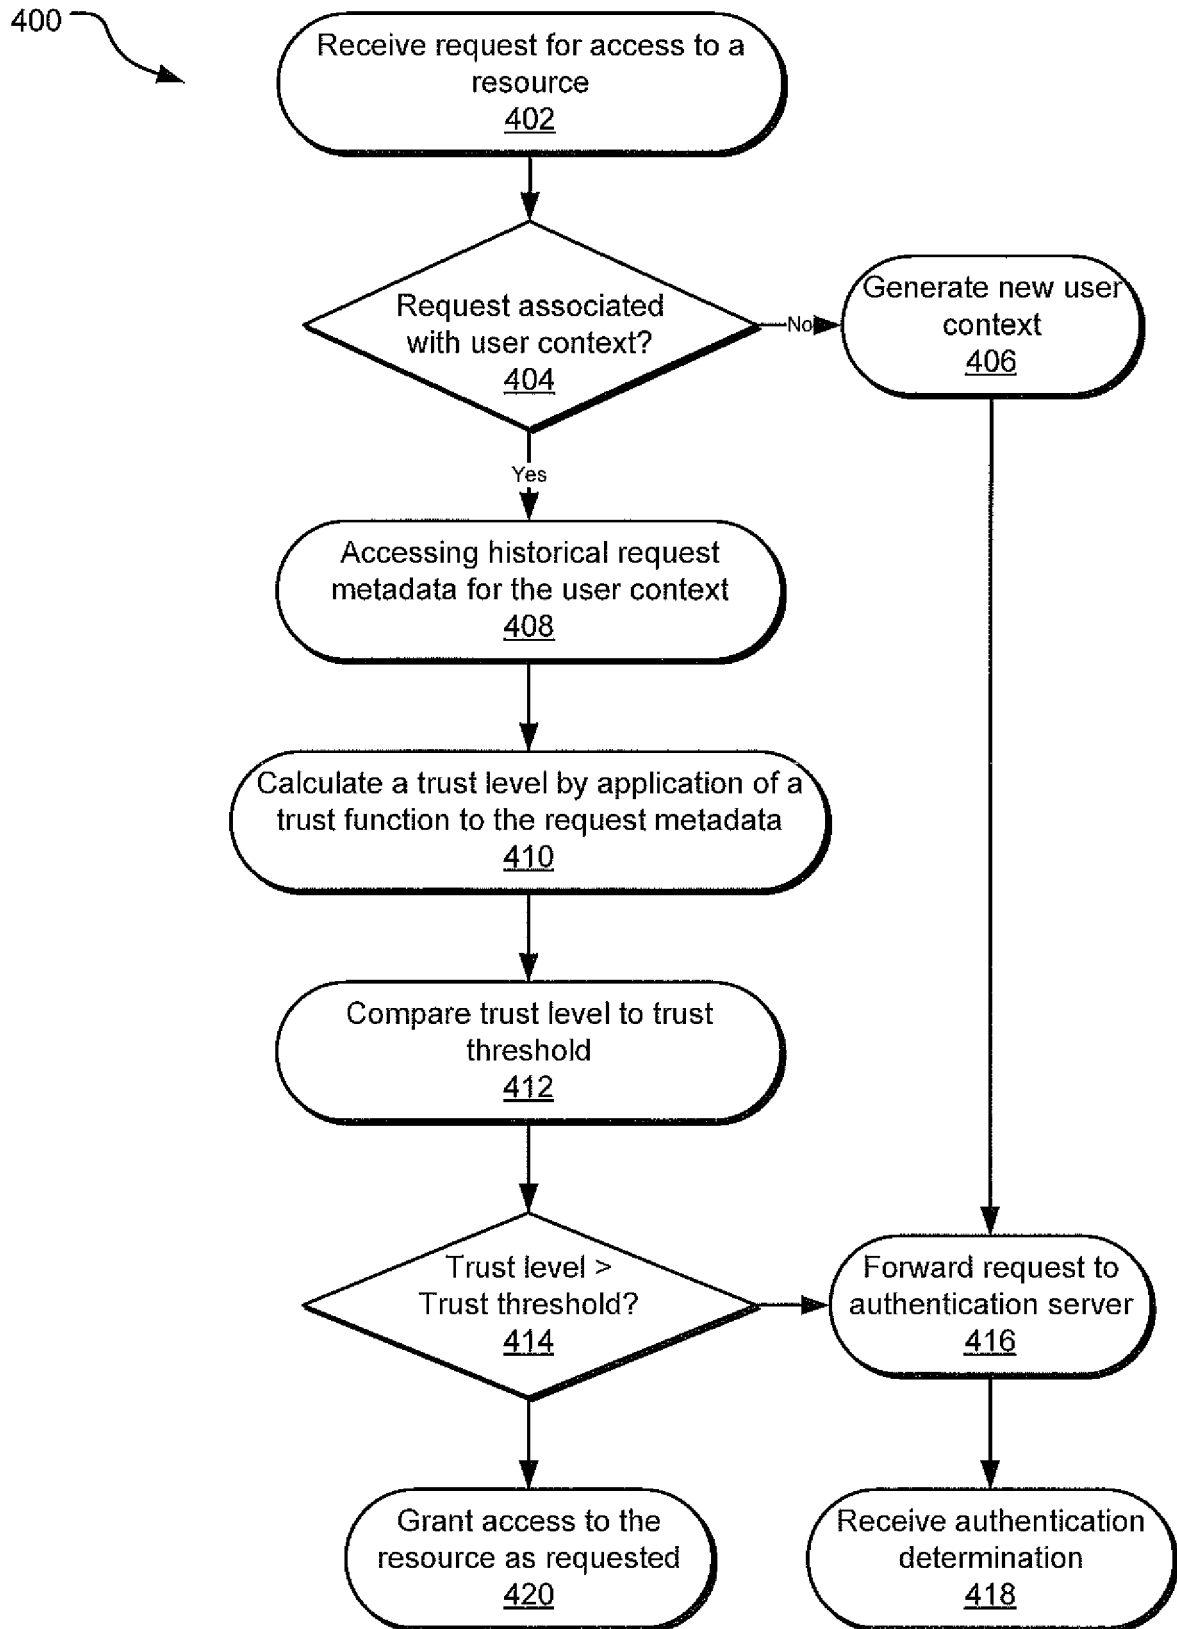 400
Receive request for access to a
resource
402
Request associated
with user context?
404
No
Generate new user
context
406
Yes
Accessing historical request
metadata for the user context
408
Calculate a trust level by application of a
trust function to the request metadata
410
Compare trust level to trust
threshold
412
Trust level >
Trust threshold?
414
Forward request to
authentication server
416
Grant access to the
resource as requested
420
Receive authentication
determination
418